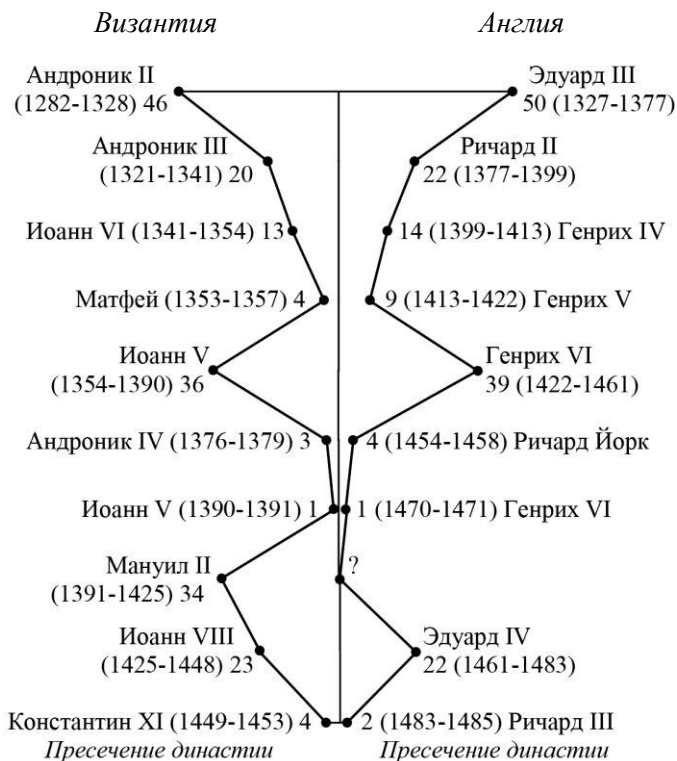 Византия Англия
Андроник II Эдуард III
(1282-1328) 46 50 (1327-1377)
Андроник III Ричард II
(1321-1341) 20 22 (1377-1399)
Иоанн VI (1341-1354) 13 14 (1399-1413) Генрих IV
Матфей (1353-1357) 4 9 (1413-1422) Генрих V
Иоанн V Генрих VI
(1354-1390) 36 39 (1422-1461)
Андроник IV (1376-1379) 3 4 (1454-1458) Ричард Йорк
Иоанн V (1390-1391) 1 1 (1470-1471) Генрих VI
Мануил II ?
(1391-1425) 34
Иоанн VIII Эдуард IV
(1425-1448) 23 22 (1461-1483)
Константин XI (1449-1453) 4 2 (1483-1485) Ричард III
Пресечение династии Пресечение династии